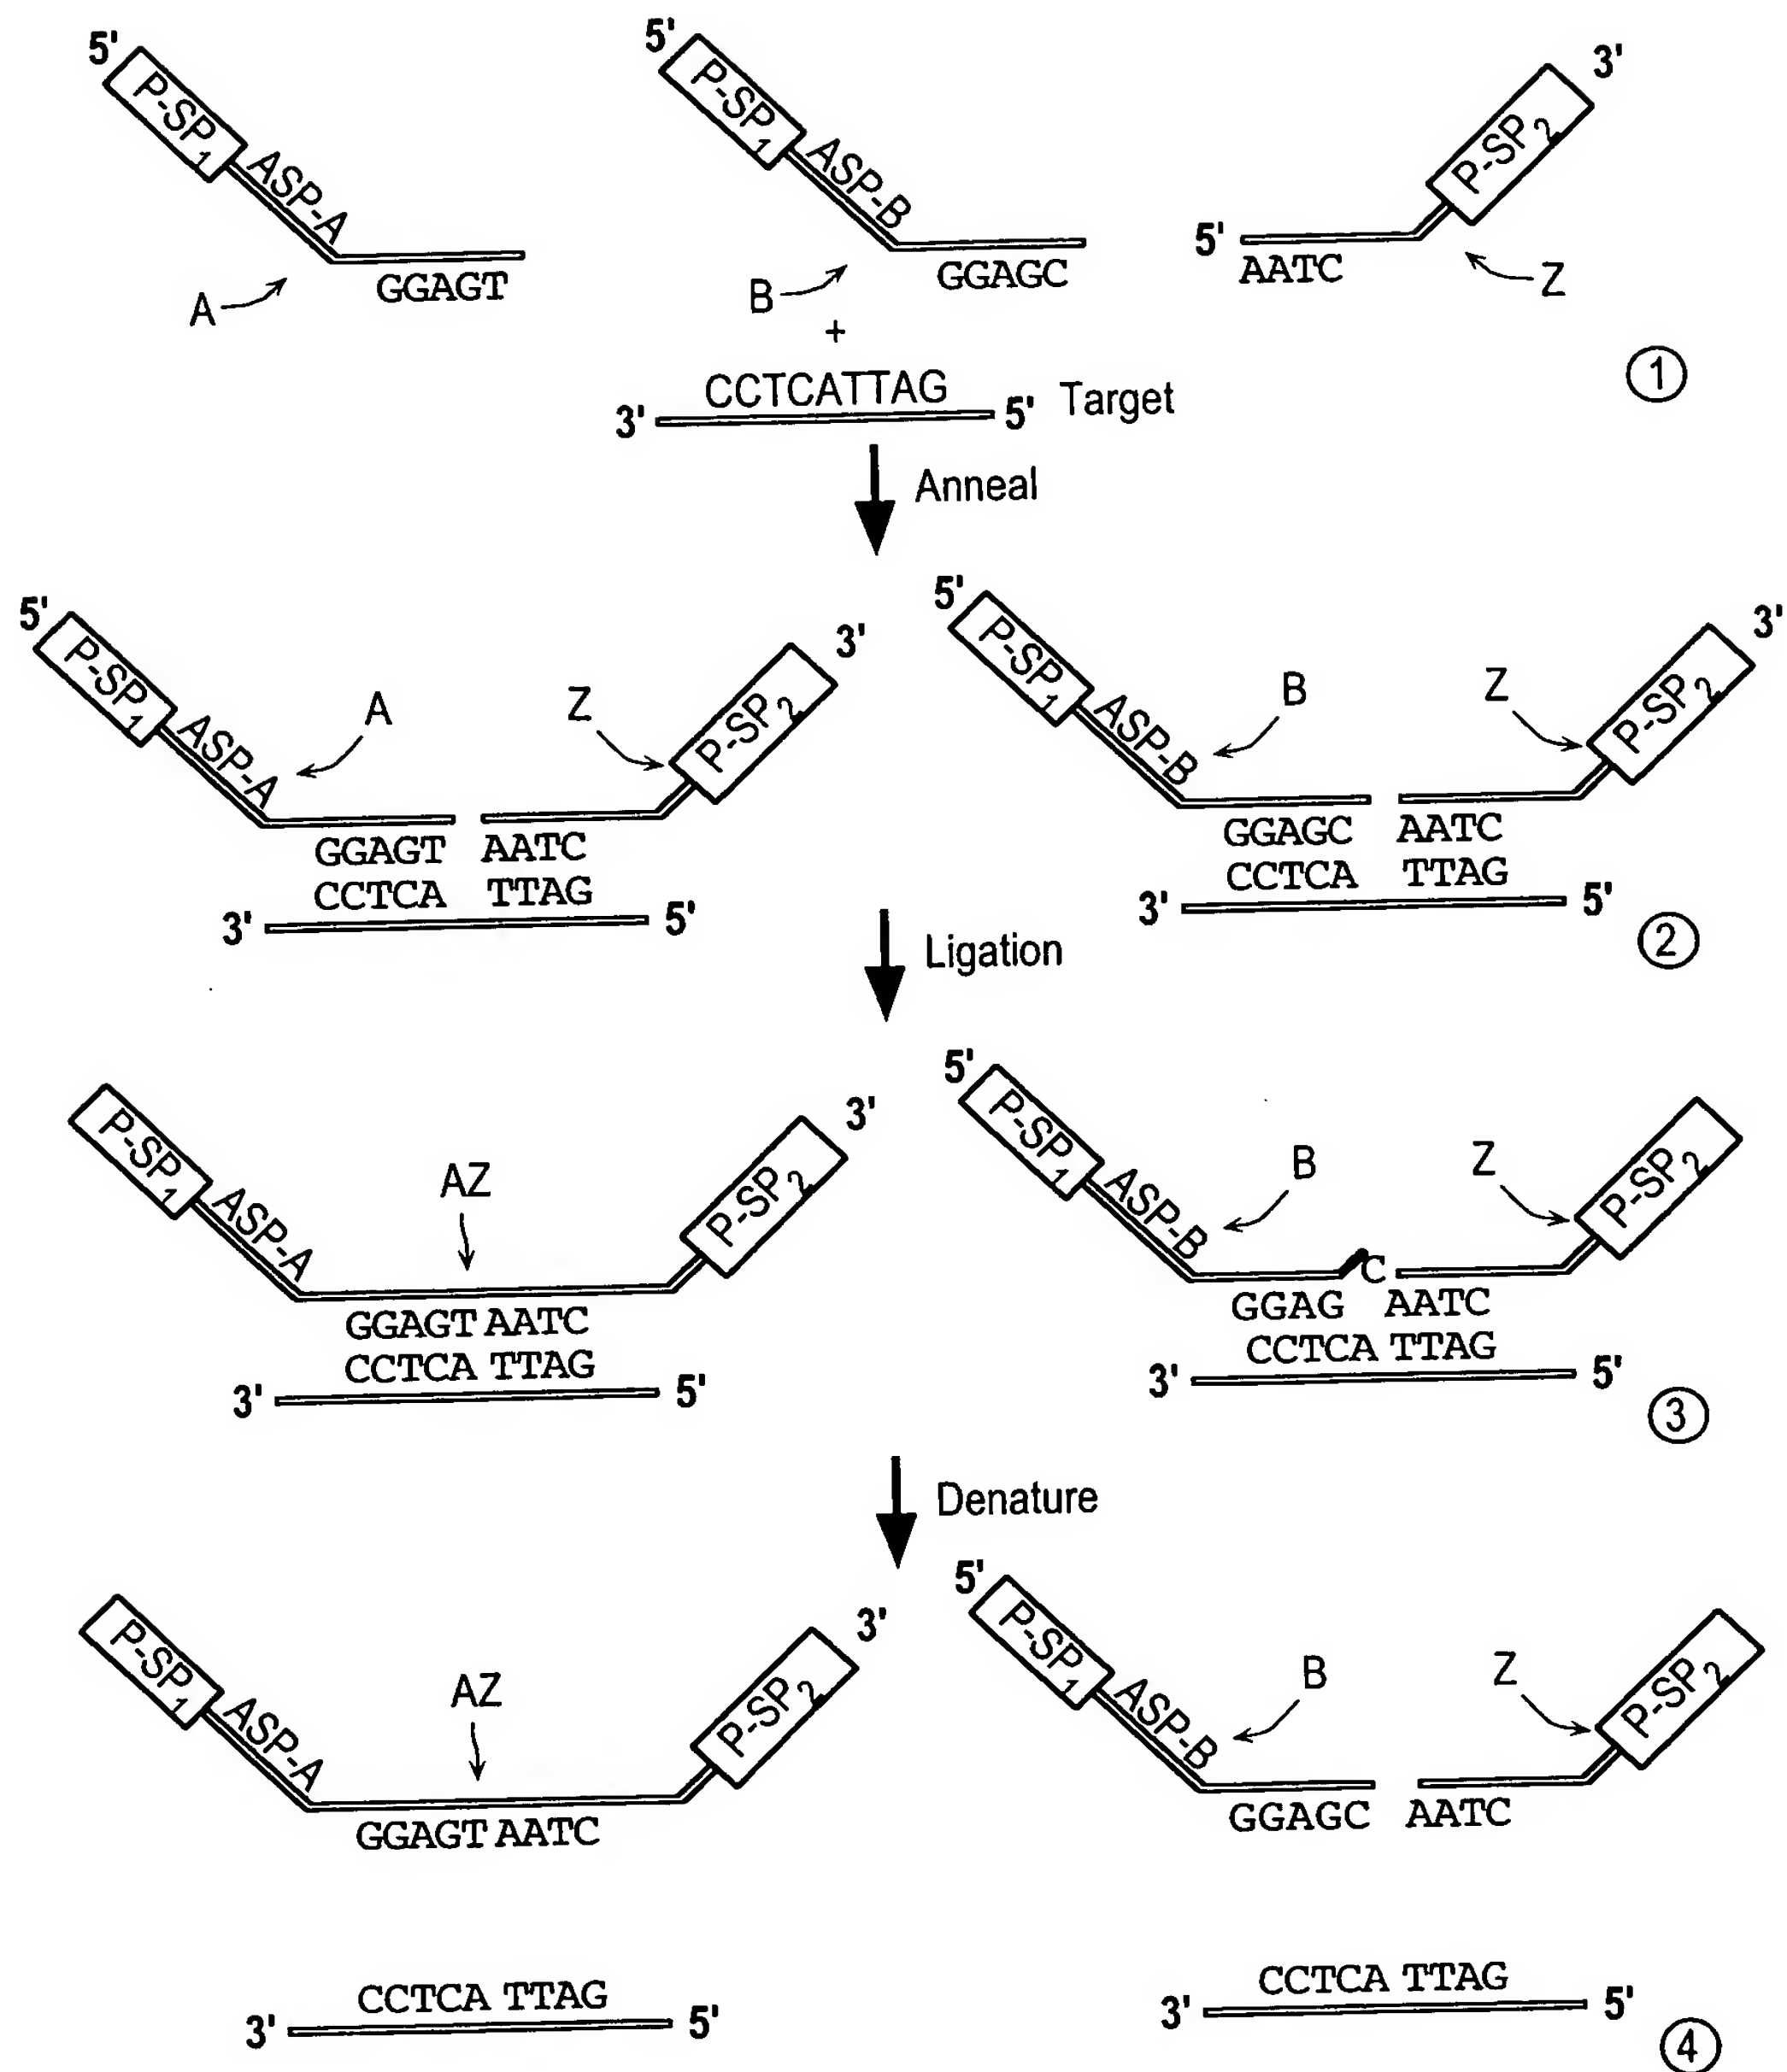 5' 5' 3'
P-SP1 P-SP1 P-SP2
ASP-A ASP-B
5'
GGAGT GGAGC AATC
A B Z
+
1
CCTCATTAG
3' 5' Target
Anneal
5' 3' 5' 3'
P-SP1 P-SP2 P-SP1 P-SP2
A Z B Z
ASP-A ASP-B
GGAGT AATC GGAGC AATC
CCTCA TTAG CCTCA TTAG
3' 5' 3' 5'
2
Ligation
3' 5'
P-SP1 P-SP2 P-SP1 P-SP2
AZ B Z
ASP-A ASP-B
C
GGAGT AATC GGAG AATC
CCTCA TTAG CCTCA TTAG
3' 5' 3' 5'
3
Denature
3' 5'
P-SP1 P-SP2 P-SP1 P-SP2
AZ B Z
ASP-A ASP-B
GGAGT AATC GGAGC AATC
CCTCA TTAG CCTCA TTAG
3' 5' 3' 5'
4